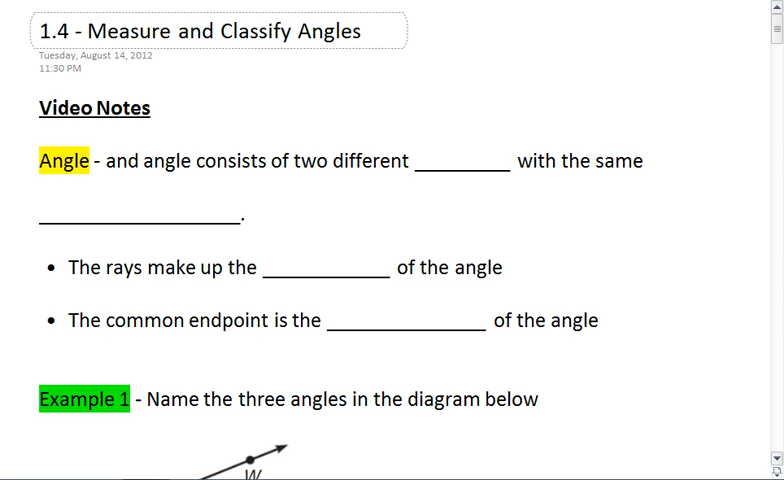 1.4 - Measure and Classify Angles
Tuesday, August 14, 2012
11:30 PM
Video Notes
Angle - and angle consists of two different __________ with the same
_____________________.
• The rays make up the _____________ of the angle
• The common endpoint is the ________________ of the angle
Example 1 - Name the three angles in the diagram below
W